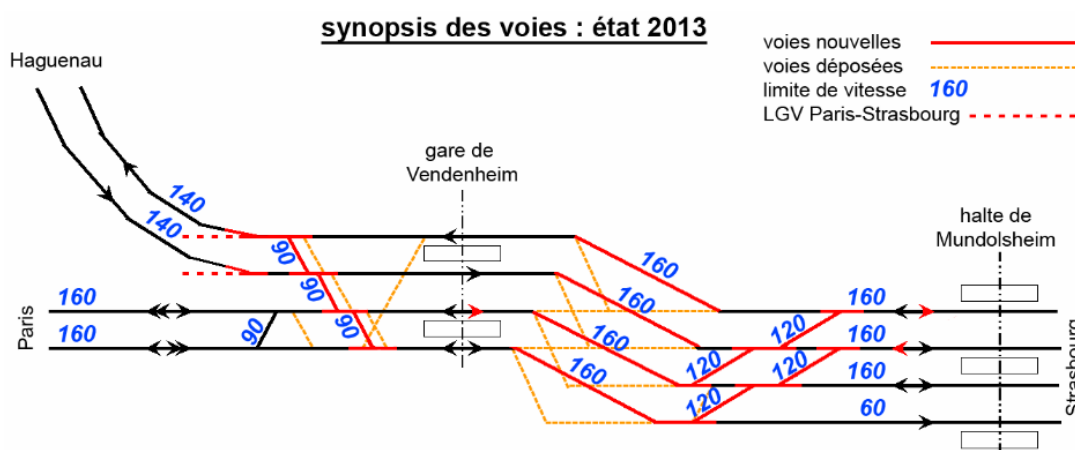 synopsis des voies : état 2013
voies nouvelles
voies déposées
limite de vitesse 160
LGV Paris-Strasbourg
Haguenau
gare de
Vendenheim
halte de
Mundolsheim
140
140
90
90
90
90
160
160
Paris
160
160
160
160
120
120
120
120
160
160
160
60
Strasbourg